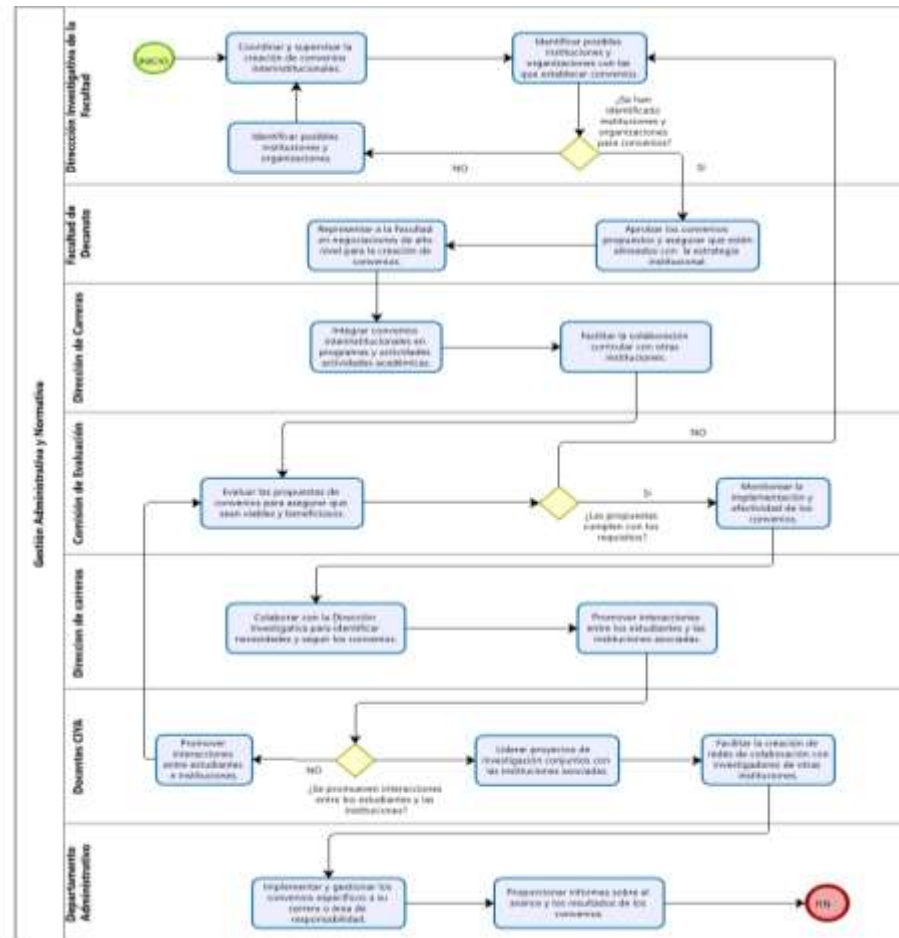 Gestión Administrativa y Normativa
Direccción Investigativa de la
Facultad
INICIO
Coordinar y supervisar la
creación de convenios
interinstitucionales.
Identificar posibles
instituciones y
organizaciones con las
que establecer convenios.
¿Se han
identificado
instituciones y
organizaciones
para convenios?
Identificar posibles
instituciones y
organizaciones.
NO
SI
Facultad de
Decanato
Representar a la Facultad
en negociaciones de alto
nivel para la creación de
convenios.
Aprobar los convenios
propuestos y asegurar que estén
alineados con la estrategia
institucional.
Dirección de Carreras
Integrar convenios
interinstitucionales en
programas y actividades
actividades académicas.
Facilitar la colaboración
curricular con otras
instituciones.
Comisión de Evaluación
NO
Evaluar las propuestas de
convenios para asegurar que
sean viables y beneficiosos.
SI
¿Las propuestas
cumplen con los
requisitos?
Monitorear la
implementación y
efectividad de los
convenios.
Direccion de carreras
Colaborar con la Dirección
Investigativa para identificar
necesidades y seguir los convenios.
Promover interacciones
entre los estudiantes y las
instituciones asociadas.
Docentes CIYA
Promover
interacciones
entre estudiantes
e instituciones.
NO
¿Se promueven interacciones
entre los estudiantes y las
instituciones?
Liderar proyectos de
investigación conjuntos con
las instituciones asociadas.
Facilitar la creación de
redes de colaboración con
investigadores de otras
instituciones.
Departamento
Administrativo
Implementar y gestionar los
convenios específicos a su
carrera o área de
responsabilidad.
Proporcionar informes sobre el
avance y los resultados de los
convenios.
FIN